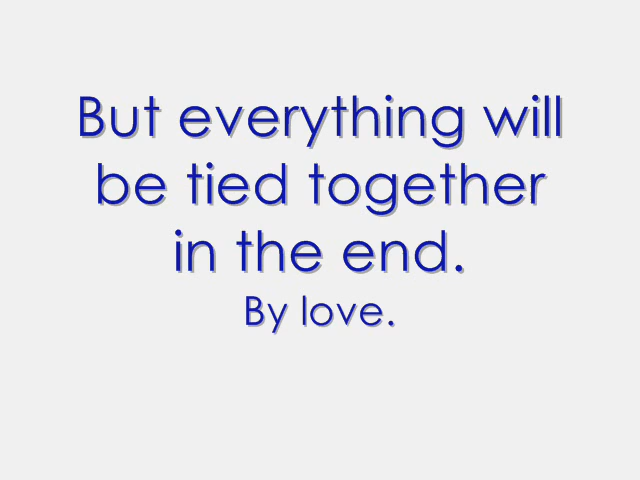 But everything will
be tied together
in the end.
By love.